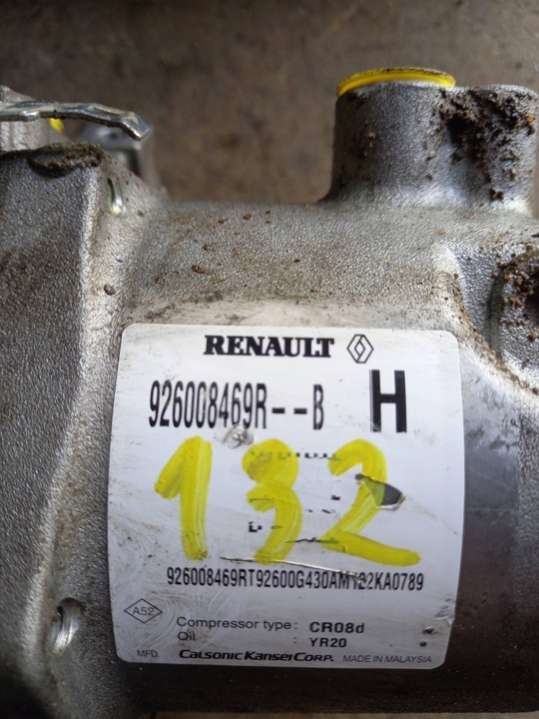 RENAULT
926008469R--B H
132
926008469RT92600G430AM122KA0789
A52
Compressor type : CR08d
Oil : YR20
MFD. CALSONIC KANSEI CORP. MADE IN MALAYSIA